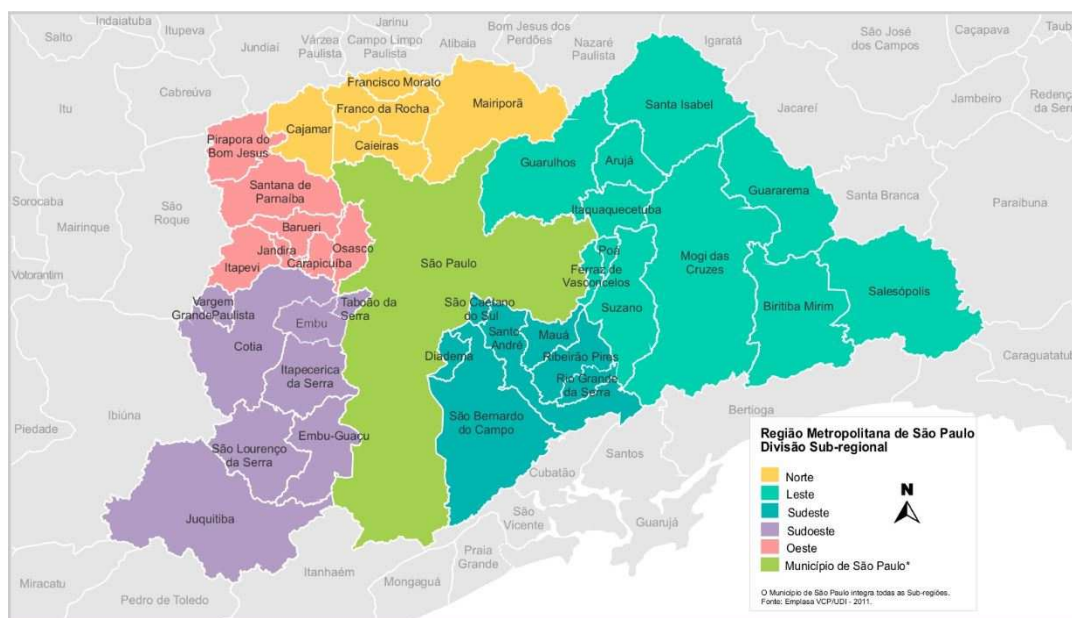 Indaiatuba
Itupeva
Salto
Jundiaí
Várzea
Paulista
Jarinu
Campo Limpo
Paulista
Atibaia
Bom Jesus dos
Perdões
Nazaré
Paulista
Igaratá
São José
dos Campos
Caçapava
Taub
Itu
Cabreúva
Francisco Morato
Franco da Rocha
Mairiporã
Cajamar
Caieiras
Santa Isabel
Jacareí
Jambeiro
Redenç
da Serra
Pirapora do
Bom Jesus
Guarulhos
Arujá
Santana de
Parnaíba
Guararema
Santa Branca
Paraibuna
Sorocaba
Mairinque
São
Roque
Itaquaquecetuba
Barueri
Osasco
Jandira
Carapicuíba
Itapevi
São Paulo
Poá
Ferraz de
Vasconcelos
Mogi das
Cruzes
Votorantim
Vargem
GrandePaulista
Taboão da
Serra
São Caetano
do Sul
Suzano
Biritiba Mirim
Salesópolis
Embu
Cotia
Santo
André
Mauá
Diadema
Ribeirão Pires
Itapecerica
da Serra
Rio Grande
da Serra
Caraguatatub
Ibiúna
Piedade
São Bernardo
do Campo
Bertioga
Embu-Guaçu
São Lourenço
da Serra
Santos
Cubatão
Juquitiba
São
Vicente
Guarujá
Praia
Grande
Itanhaém
Mongaguá
Miracatu
Pedro de Toledo
Região Metropolitana de São Paulo
Divisão Sub-regional
Norte
Leste
Sudeste
Sudoeste
Oeste
Município de São Paulo*
N
O Município de São Paulo integra todas as Sub-regiões.
Fonte: Emplasa VCP/UDI - 2011.